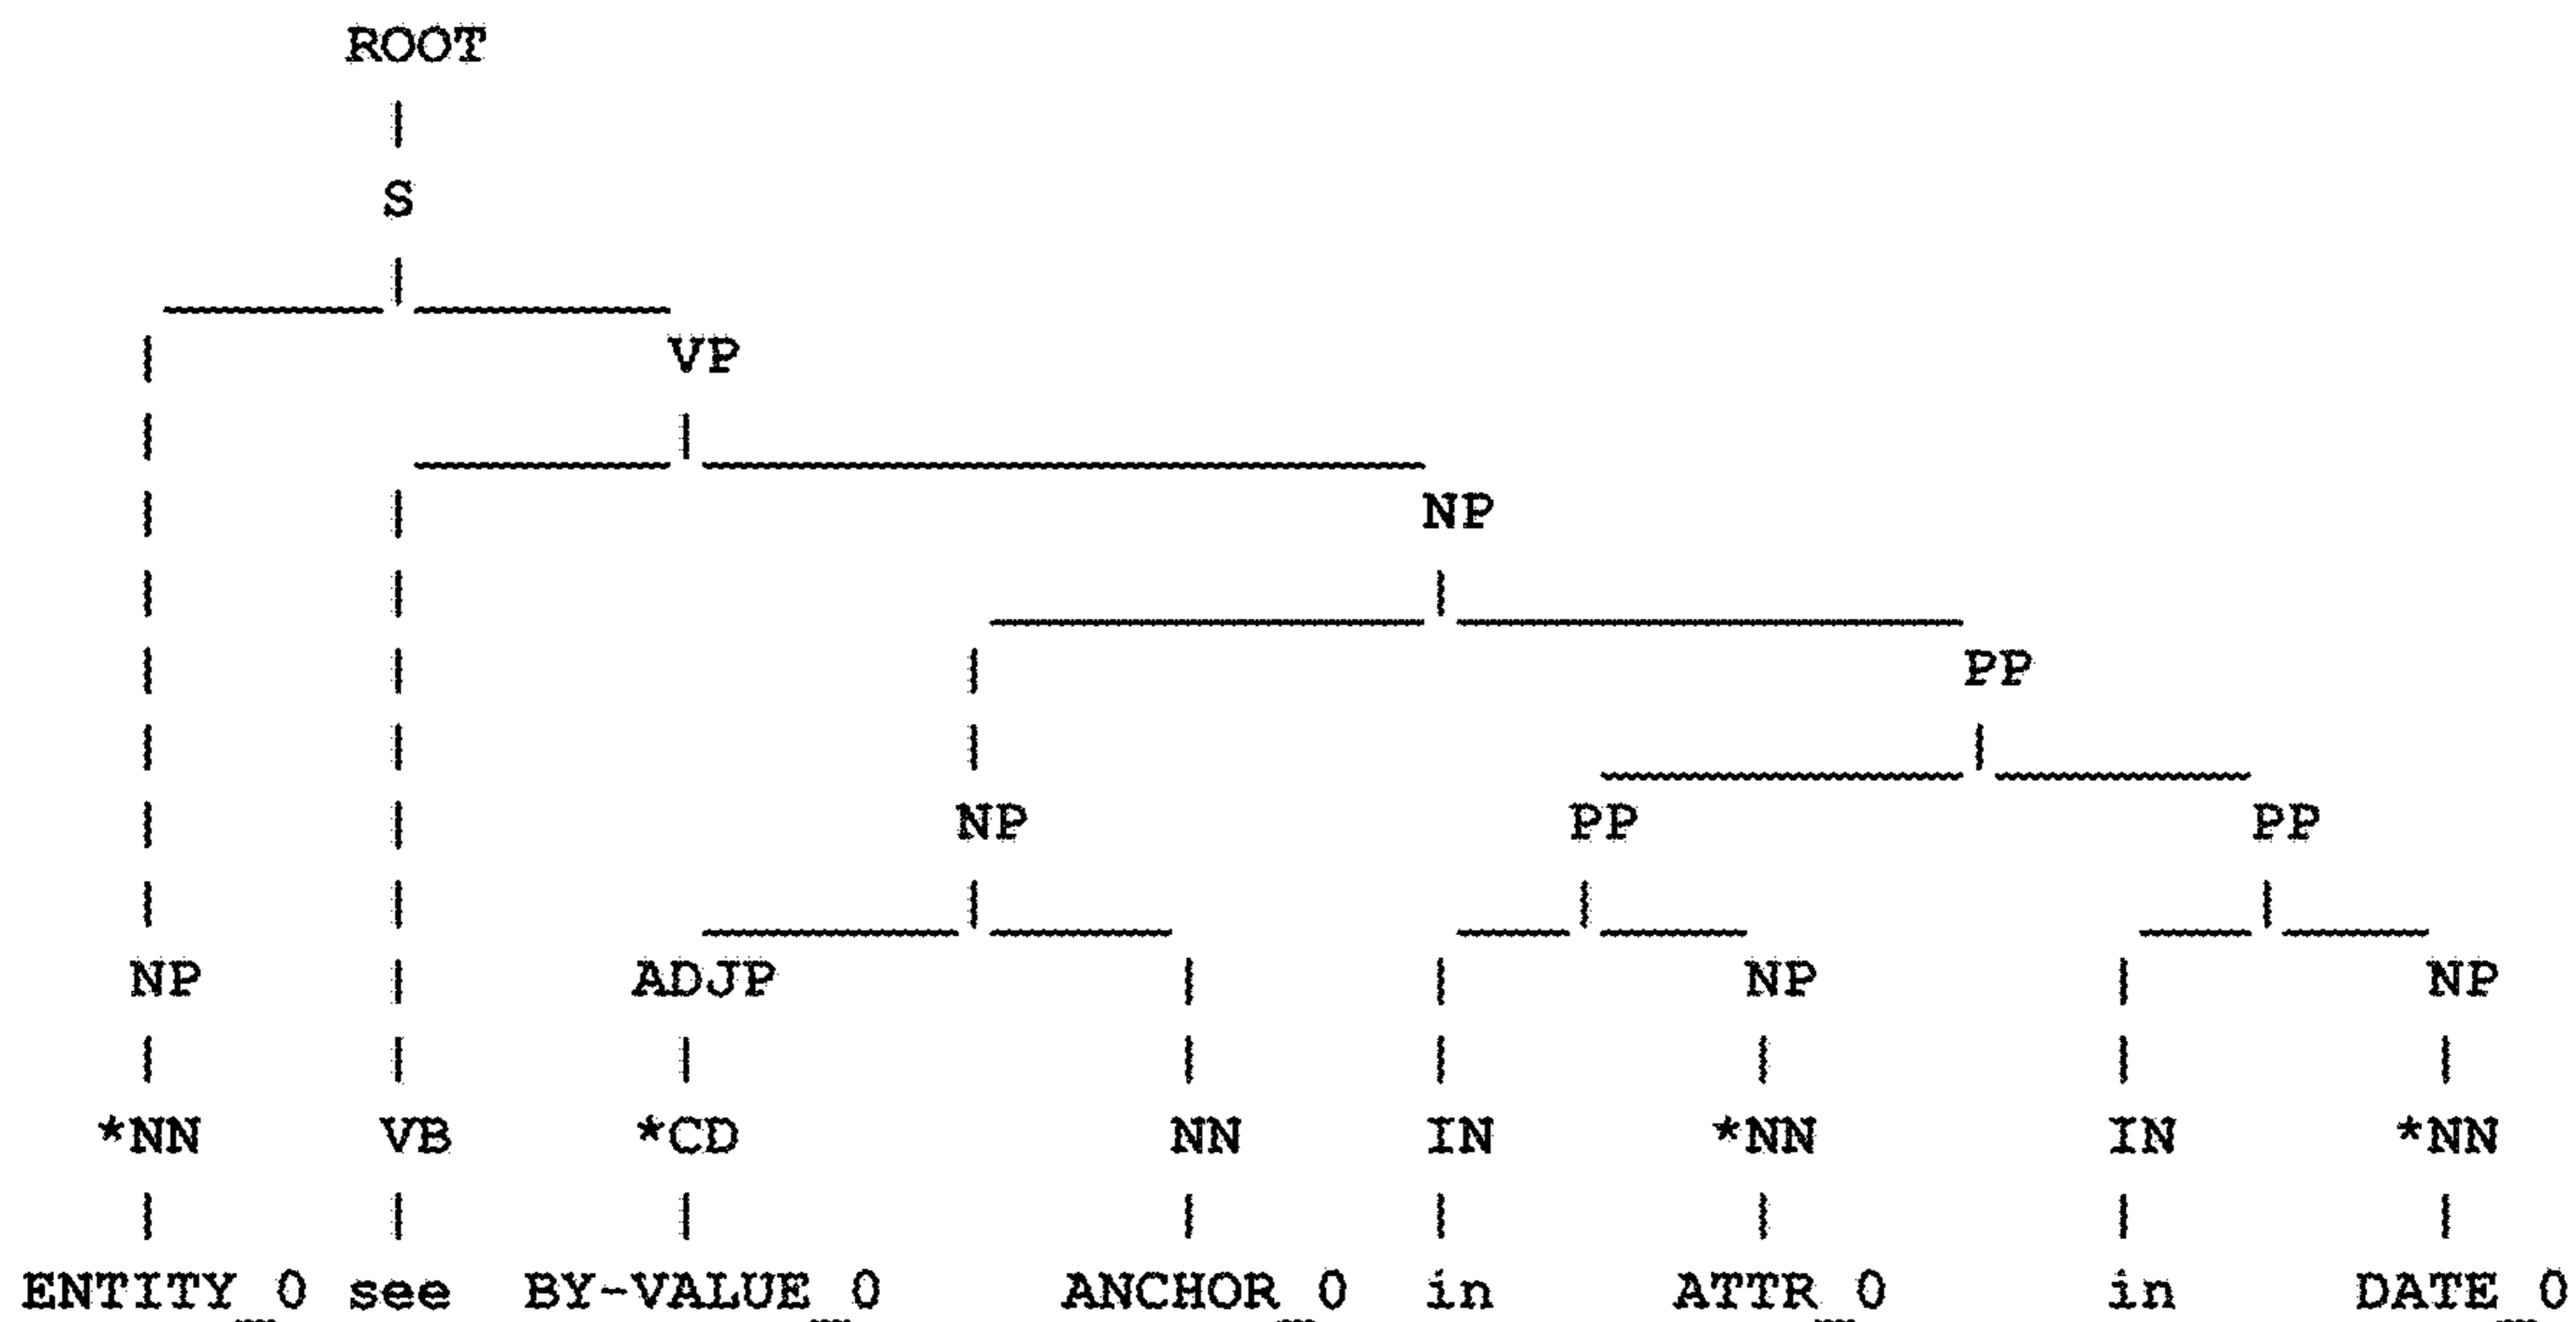 ROOT
S
VP
NP
PP
NP PP PP
NP ADJP NP NP
*NN VB *CD NN IN *NN IN *NN
ENTITY_0 see BY-VALUE_0 ANCHOR_0 in ATTR_0 in DATE_0